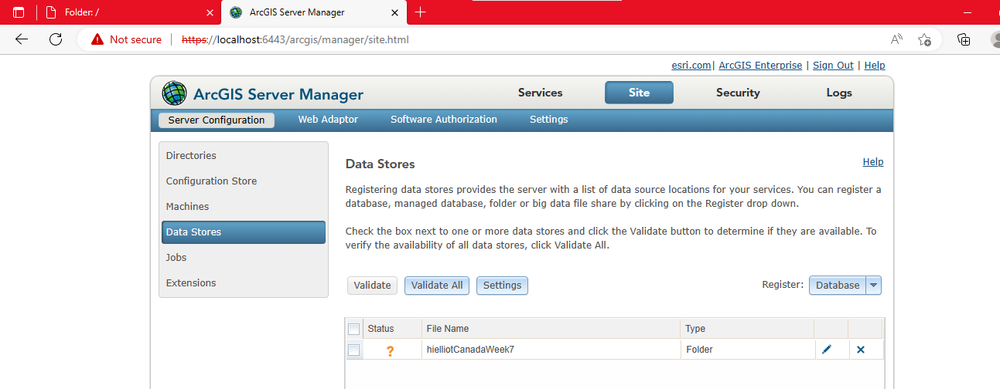 Folder: /
ArcGIS Server Manager
Not secure
https://localhost:6443/arcgis/manager/site.html
esri.com| ArcGIS Enterprise | Sign Out | Help
ArcGIS Server Manager
Services
Site
Security
Logs
Server Configuration
Web Adaptor
Software Authorization
Settings
Directories
Configuration Store
Machines
Data Stores
Jobs
Extensions
Data Stores
Help
Registering data stores provides the server with a list of data source locations for your services. You can register a
database, managed database, folder or big data file share by clicking on the Register drop down.
Check the box next to one or more data stores and click the Validate button to determine if they are available. To
verify the availability of all data stores, click Validate All.
Validate
Validate All
Settings
Register:
Database
Status
File Name
Type
?
hielliotCanadaWeek7
Folder